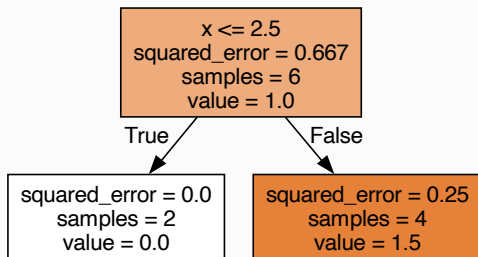 x <= 2.5
squared_error = 0.667
samples = 6
value = 1.0
True
False
squared_error = 0.0
samples = 2
value = 0.0
squared_error = 0.25
samples = 4
value = 1.5